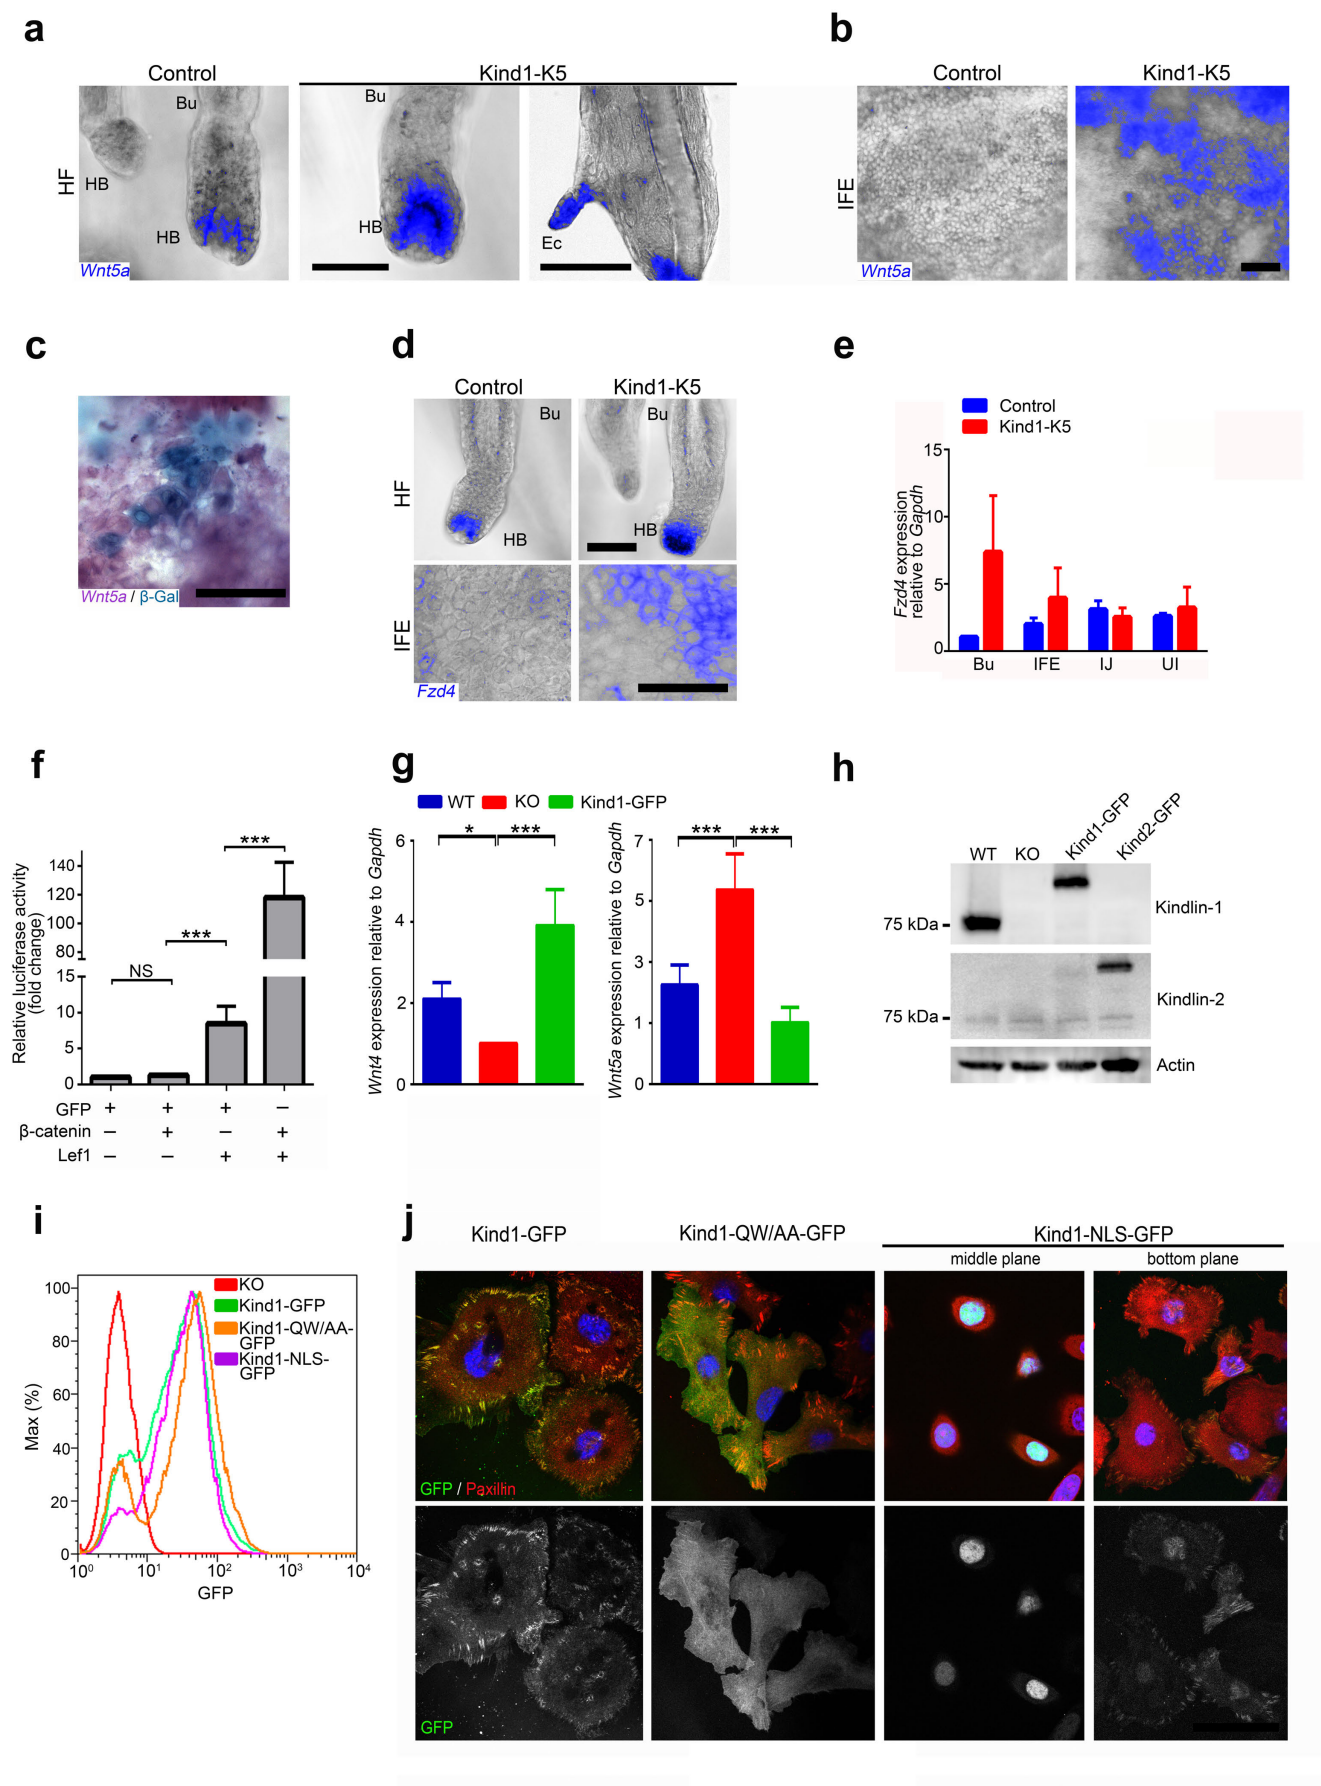 a
Control
Kind1-K5
HF
Bu
HB
HB
Wnt5a
Bu
HB
Ec
b
Control
Kind1-K5
IFE
Wnt5a
c
Wnt5a / β-Gal
d
Control
Kind1-K5
HF
Bu
HB
Bu
HB
IFE
Fzd4
e
Control
Kind1-K5
Fzd4 expression
relative to Gapdh
15
10
5
0
Bu IFE IJ UI
f
Relative luciferase activity
(fold change)
140
120
100
80
15
10
5
0
NS
***
***
GFP + + + –
β-catenin – + – +
Lef1 – – + +
g
WT KO Kind1-GFP
Wnt4 expression relative to Gapdh
6
4
2
0
* ***
Wnt5a expression relative to Gapdh
7
5
3
1
0
*** ***
h
WT KO Kind1-GFP Kind2-GFP
75 kDa
Kindlin-1
75 kDa
Kindlin-2
Actin
i
Max (%)
100
80
60
40
20
0
KO
Kind1-GFP
Kind1-QW/AA-
GFP
Kind1-NLS-
GFP
10⁰ 10¹ 10² 10³ 10⁴
GFP
j
Kind1-GFP
Kind1-QW/AA-GFP
Kind1-NLS-GFP
middle plane
bottom plane
GFP / Paxillin
GFP